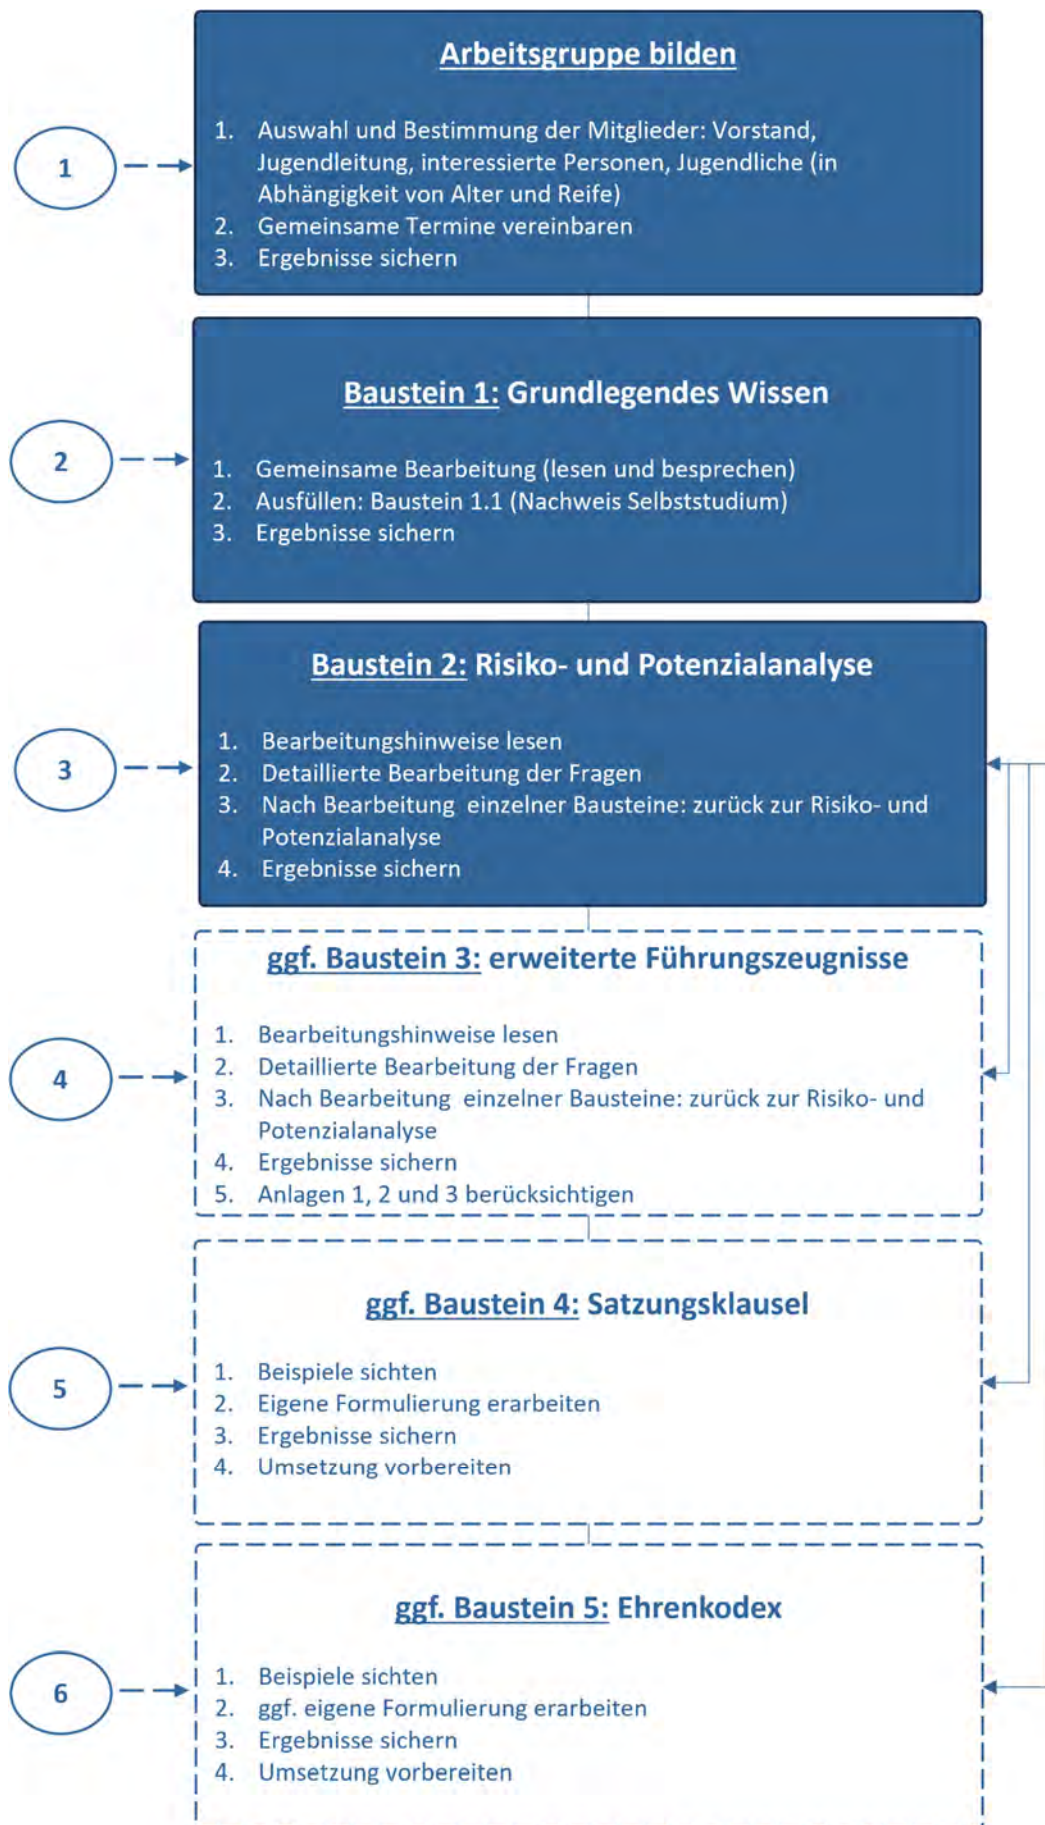 Arbeitsgruppe bilden
1
1. Auswahl und Bestimmung der Mitglieder: Vorstand,
Jugendleitung, interessierte Personen, Jugendliche (in
Abhängigkeit von Alter und Reife)
2. Gemeinsame Termine vereinbaren
3. Ergebnisse sichern
Baustein 1: Grundlegendes Wissen
2
1. Gemeinsame Bearbeitung (lesen und besprechen)
2. Ausfüllen: Baustein 1.1 (Nachweis Selbststudium)
3. Ergebnisse sichern
Baustein 2: Risiko- und Potenzialanalyse
3
1. Bearbeitungshinweise lesen
2. Detaillierte Bearbeitung der Fragen
3. Nach Bearbeitung einzelner Bausteine: zurück zur Risiko- und
Potenzialanalyse
4. Ergebnisse sichern
ggf. Baustein 3: erweiterte Führungszeugnisse
4
1. Bearbeitungshinweise lesen
2. Detaillierte Bearbeitung der Fragen
3. Nach Bearbeitung einzelner Bausteine: zurück zur Risiko- und
Potenzialanalyse
4. Ergebnisse sichern
5. Anlagen 1, 2 und 3 berücksichtigen
ggf. Baustein 4: Satzungsklausel
5
1. Beispiele sichten
2. Eigene Formulierung erarbeiten
3. Ergebnisse sichern
4. Umsetzung vorbereiten
ggf. Baustein 5: Ehrenkodex
6
1. Beispiele sichten
2. ggf. eigene Formulierung erarbeiten
3. Ergebnisse sichern
4. Umsetzung vorbereiten